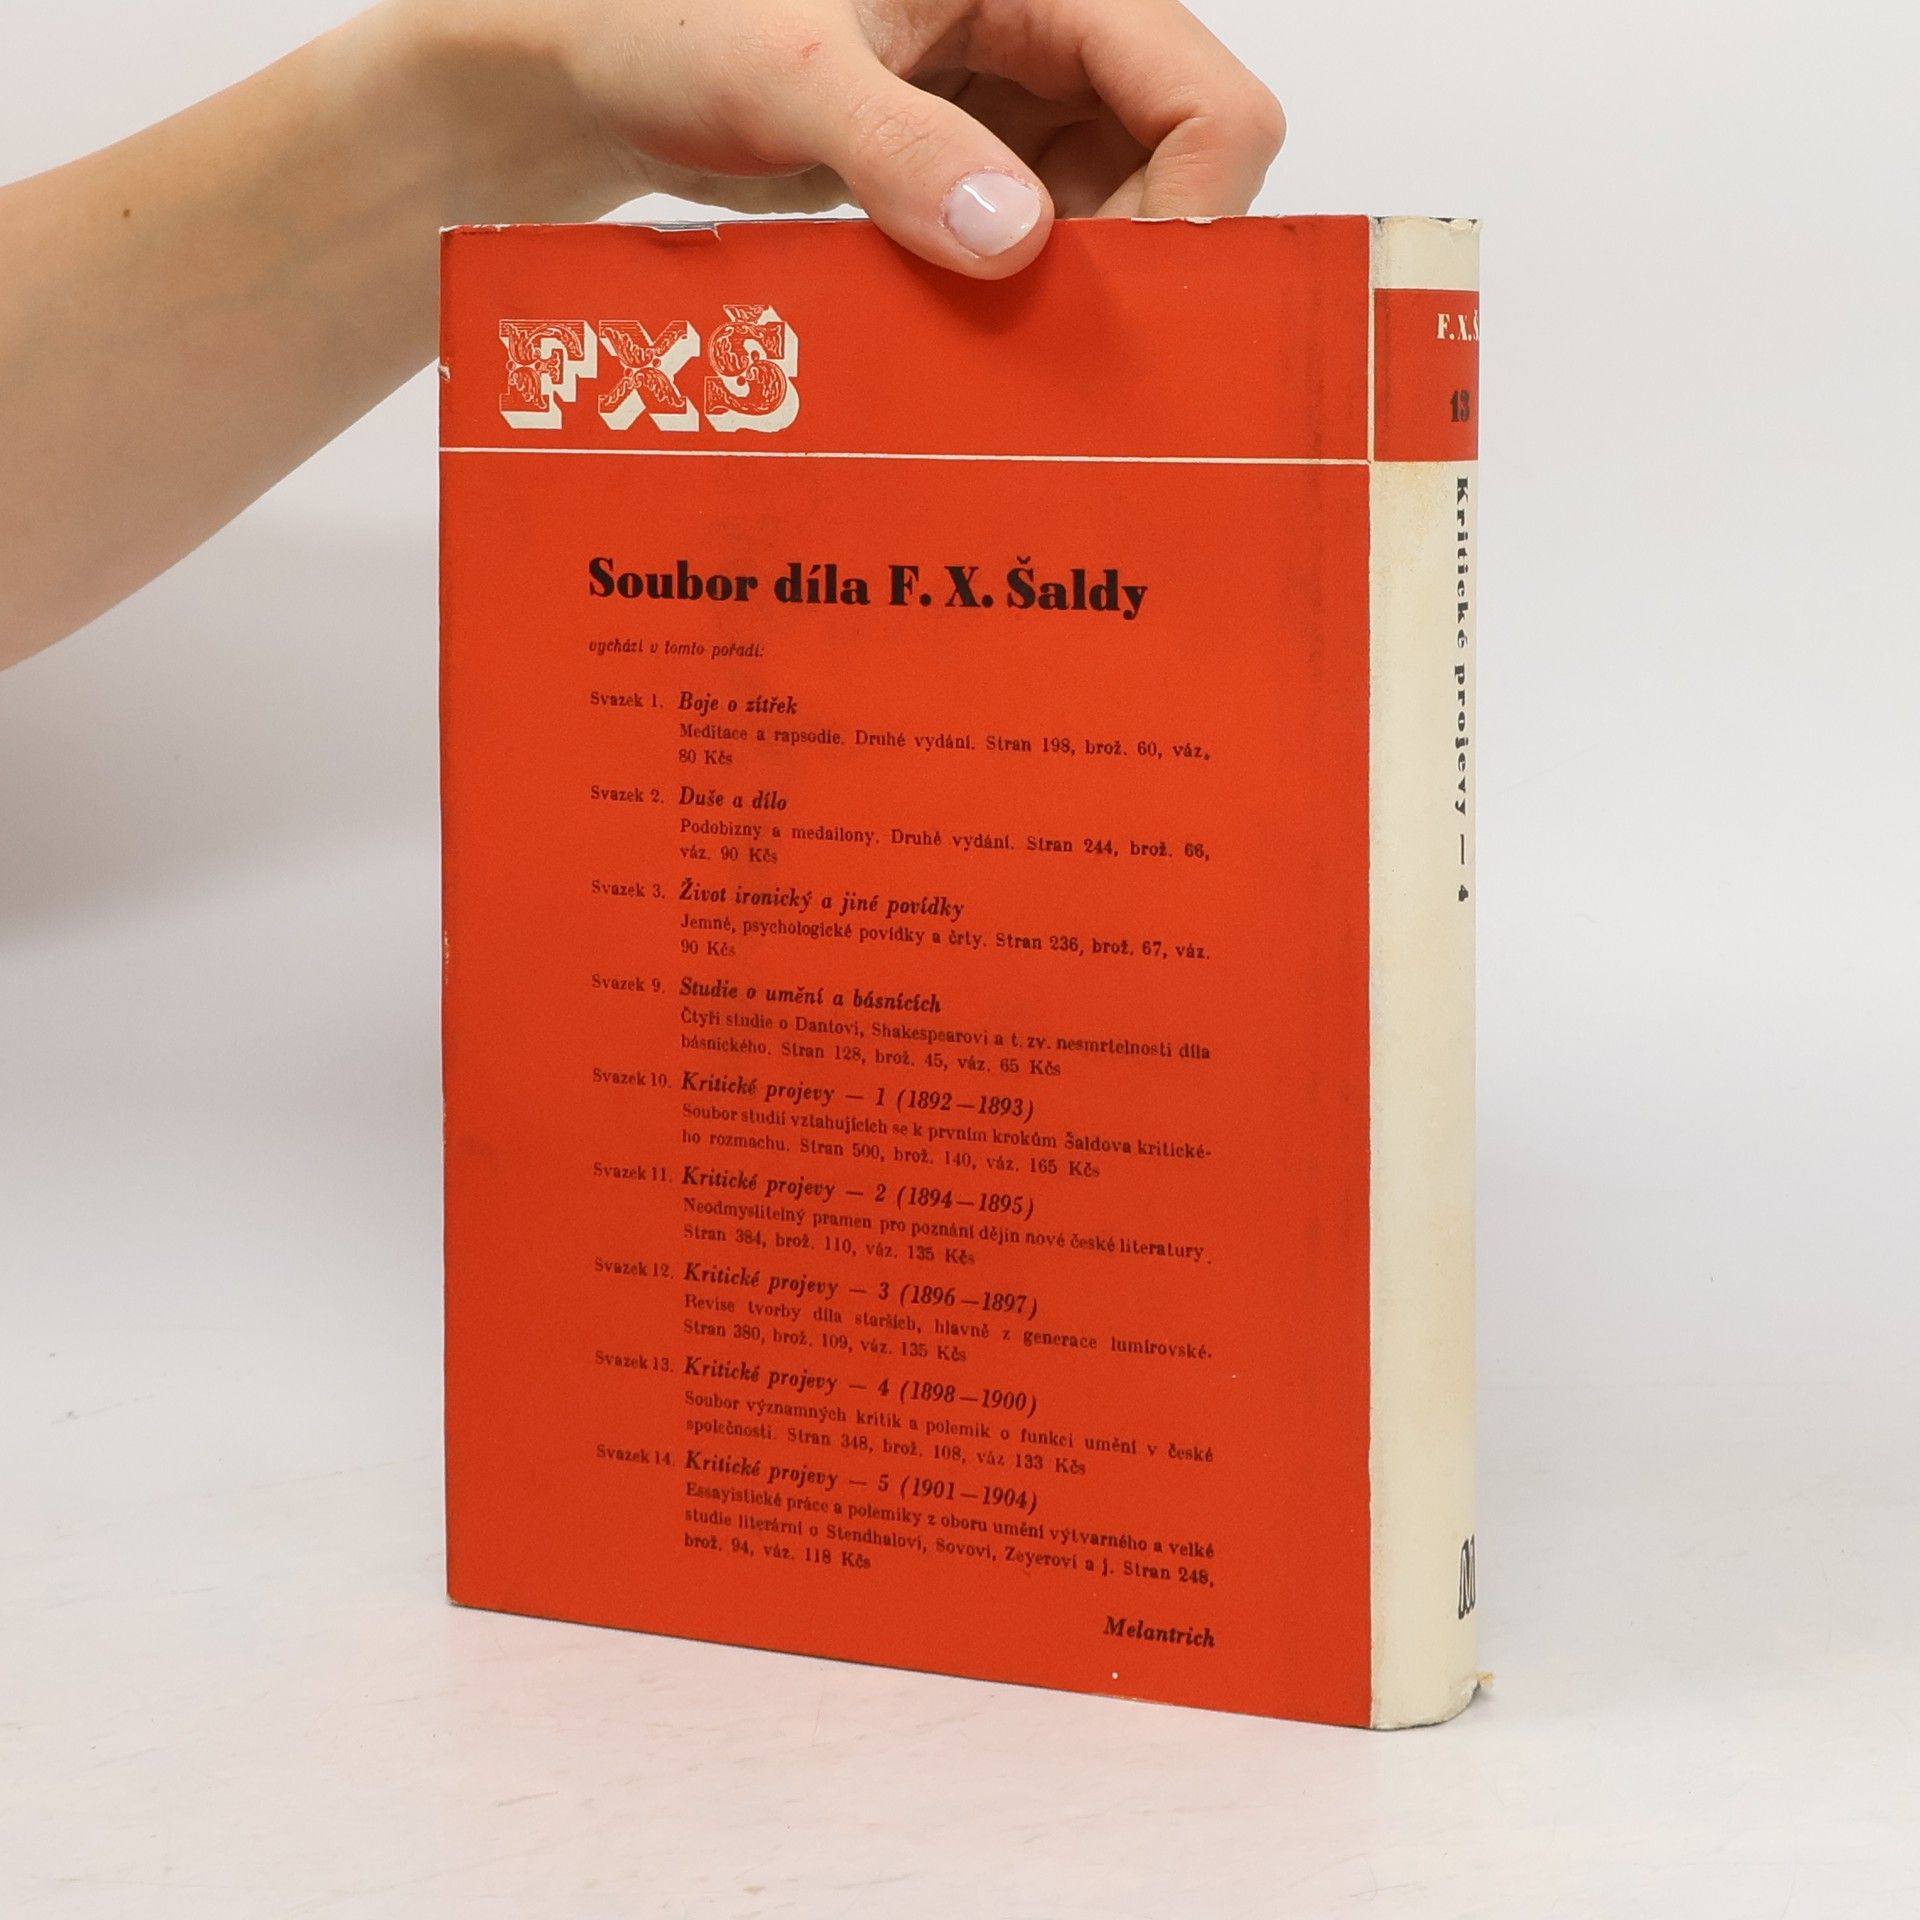 FXŠ
Soubor díla F. X. Šaldy
vychází v tomto pořadí:
Svazek 1. Boje o zítřek
Meditace a rapsodie. Druhé vydání. Stran 198, brož. 60, váz.
80 Kčs
Svazek 2. Duše a dílo
Podobizny a medailony. Druhé vydání. Stran 244, brož. 66,
váz. 90 Kčs
Svazek 3. Život ironický a jiné povídky
Jemné, psychologické povídky a črty. Stran 236, brož. 67, váz.
90 Kčs
Svazek 9. Studie o umění a básnících
Čtyři studie o Dantovi, Shakespearovi a t. zv. nesmrtelnosti díla
básnického. Stran 128, brož. 45, váz. 65 Kčs
Svazek 10. Kritické projevy — 1 (1892—1893)
Soubor studií vztahujících se k prvním krokům Šaldova kritické-
ho rozmachu. Stran 500, brož. 140, váz. 165 Kčs
Svazek 11. Kritické projevy — 2 (1894—1895)
Neodmyslitelný pramen pro poznání dějin nové české literatury.
Stran 384, brož. 110, váz. 135 Kčs
Svazek 12. Kritické projevy — 3 (1896—1897)
Revise tvorby díla starších, hlavně z generace lumírovské.
Stran 380, brož. 109, váz. 135 Kčs
Svazek 13. Kritické projevy — 4 (1898—1900)
Soubor významných kritik a polemik o funkci umění v české
společnosti. Stran 348, brož. 108, váz 133 Kčs
Svazek 14. Kritické projevy — 5 (1901—1904)
Essayistické práce a polemiky z oboru umění výtvarného a velké
studie literární o Stendhalovi, Sovovi, Zeyerovi a j. Stran 248,
brož. 94, váz. 118 Kčs
Melantrich
F. X. Š
13
Kritické projevy — 4